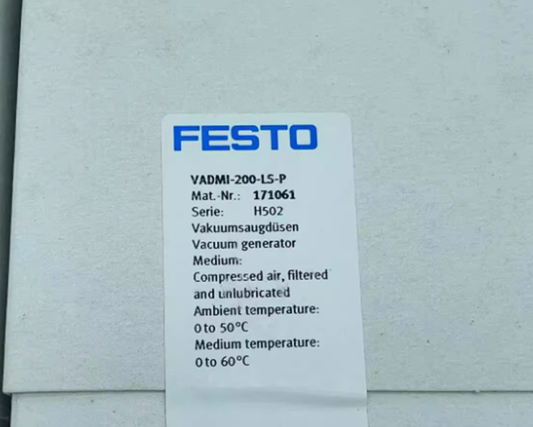 FESTO
VADMI-200-LS-P
Mat.-Nr.: 171061
Serie: H502
Vakuumsaugdüsen
Vacuum generator
Medium:
Compressed air, filtered
and unlubricated
Ambient temperature:
0 to 50°C
Medium temperature:
0 to 60°C